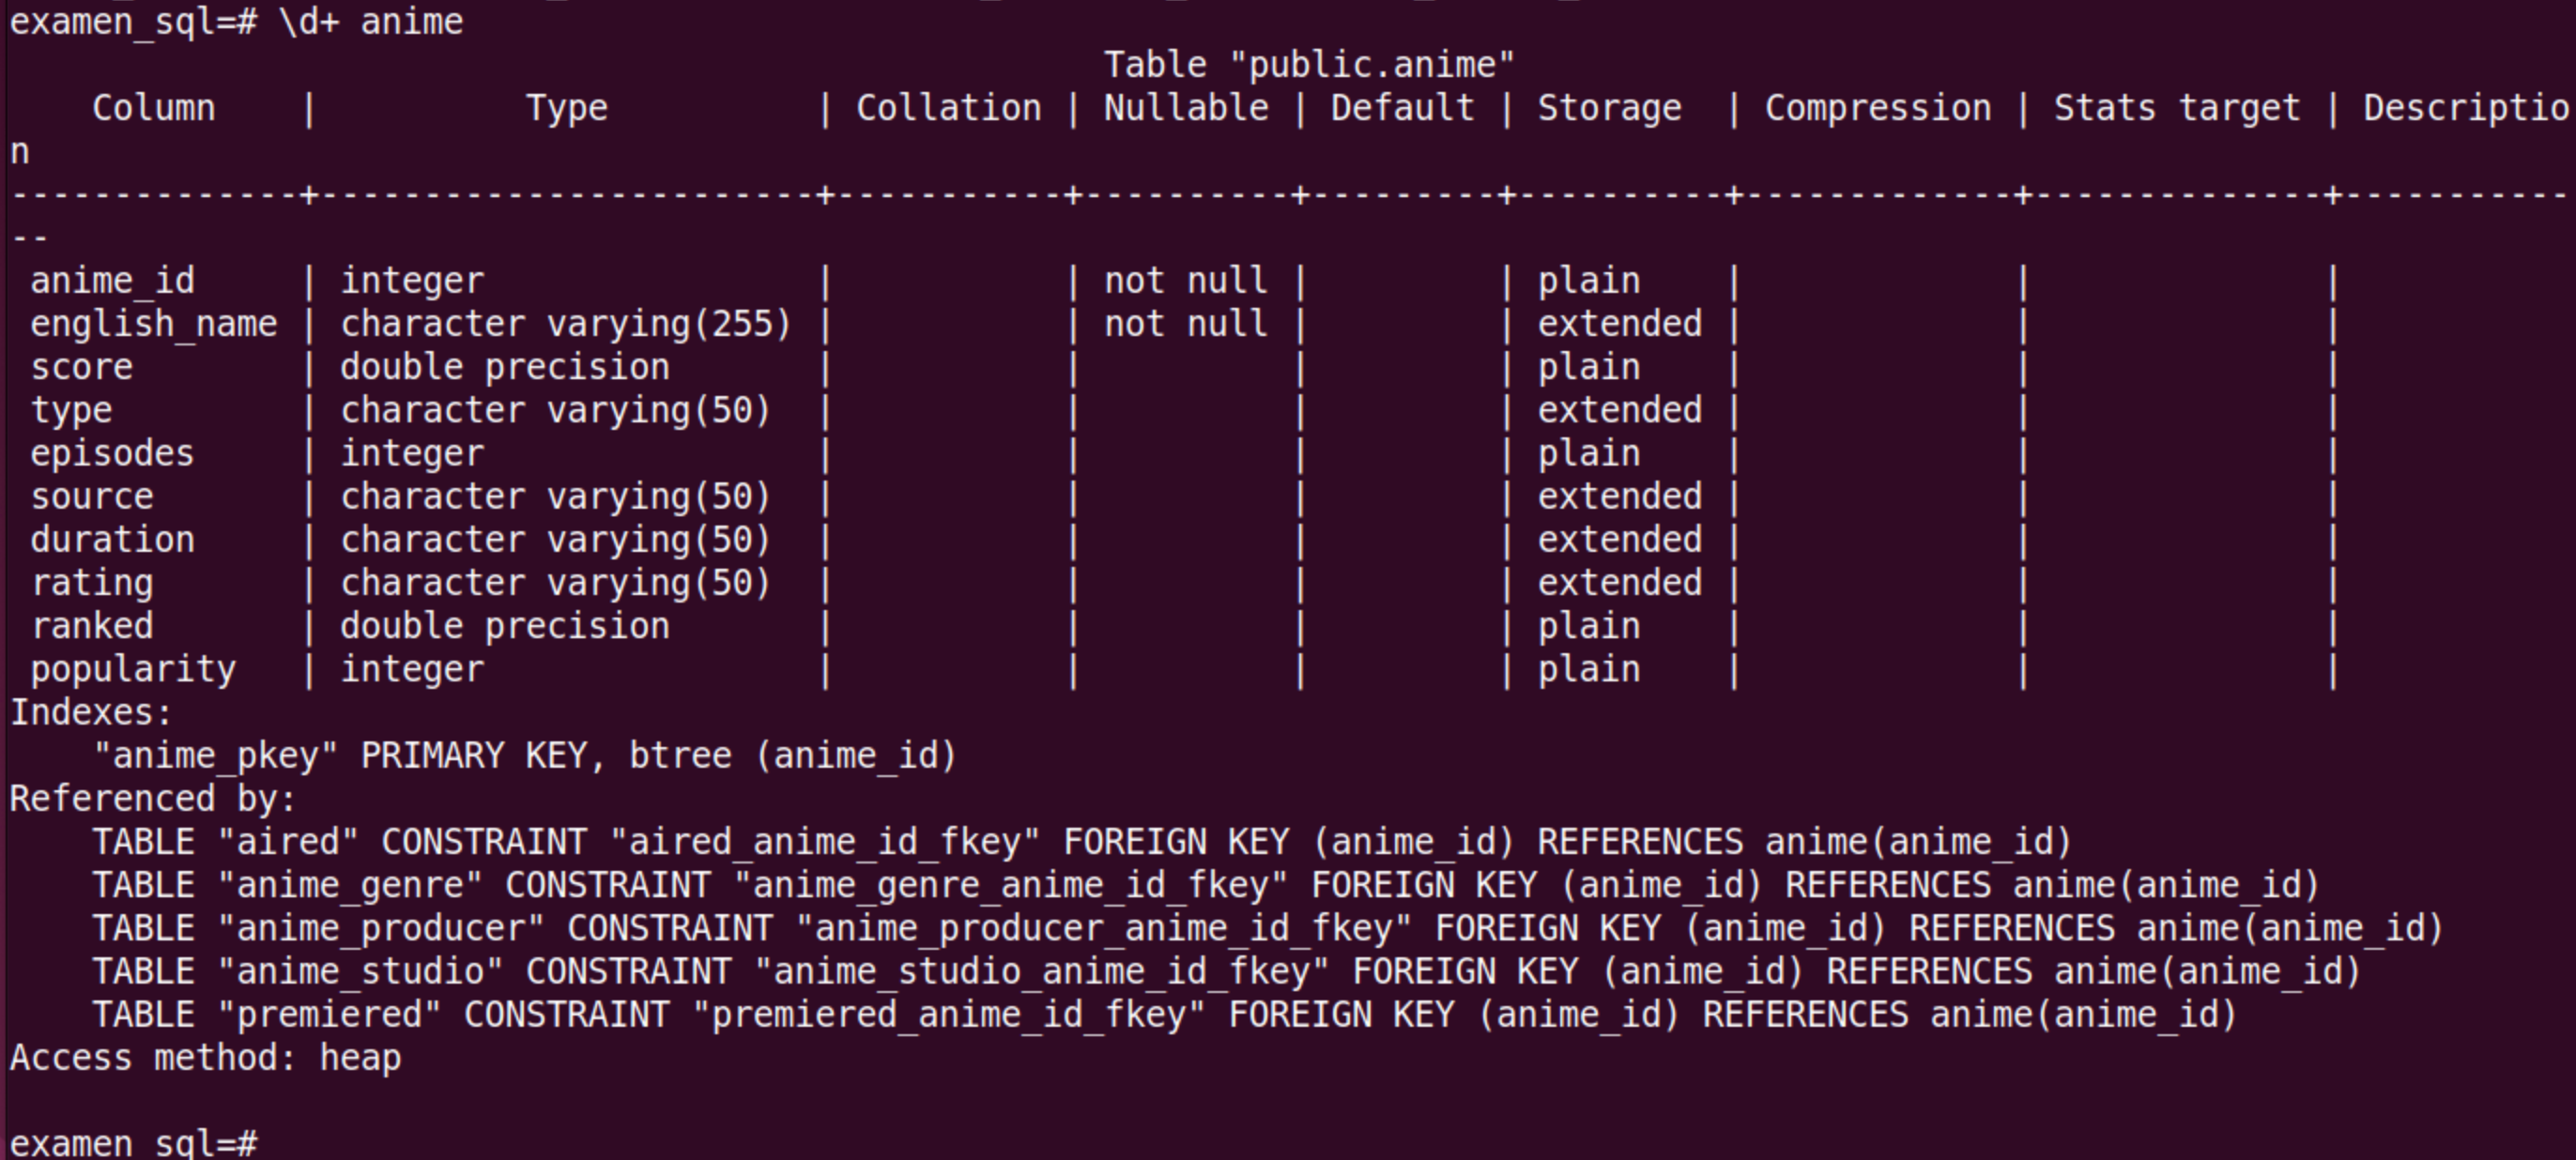 examen_sql=# \d+ anime
                                                     Table "public.anime"
    Column    |          Type          | Collation | Nullable | Default | Storage  | Compression | Stats target | Descriptio
n
--------------+------------------------+-----------+----------+---------+----------+-------------+--------------+-----------
--
 anime_id     | integer                |           | not null |         | plain    |             |              |
 english_name | character varying(255) |           | not null |         | extended |             |              |
 score        | double precision       |           |          |         | plain    |             |              |
 type         | character varying(50)  |           |          |         | extended |             |              |
 episodes     | integer                |           |          |         | plain    |             |              |
 source       | character varying(50)  |           |          |         | extended |             |              |
 duration     | character varying(50)  |           |          |         | extended |             |              |
 rating       | character varying(50)  |           |          |         | extended |             |              |
 ranked       | double precision       |           |          |         | plain    |             |              |
 popularity   | integer                |           |          |         | plain    |             |              |
Indexes:
    "anime_pkey" PRIMARY KEY, btree (anime_id)
Referenced by:
    TABLE "aired" CONSTRAINT "aired_anime_id_fkey" FOREIGN KEY (anime_id) REFERENCES anime(anime_id)
    TABLE "anime_genre" CONSTRAINT "anime_genre_anime_id_fkey" FOREIGN KEY (anime_id) REFERENCES anime(anime_id)
    TABLE "anime_producer" CONSTRAINT "anime_producer_anime_id_fkey" FOREIGN KEY (anime_id) REFERENCES anime(anime_id)
    TABLE "anime_studio" CONSTRAINT "anime_studio_anime_id_fkey" FOREIGN KEY (anime_id) REFERENCES anime(anime_id)
    TABLE "premiered" CONSTRAINT "premiered_anime_id_fkey" FOREIGN KEY (anime_id) REFERENCES anime(anime_id)
Access method: heap
examen_sql=#